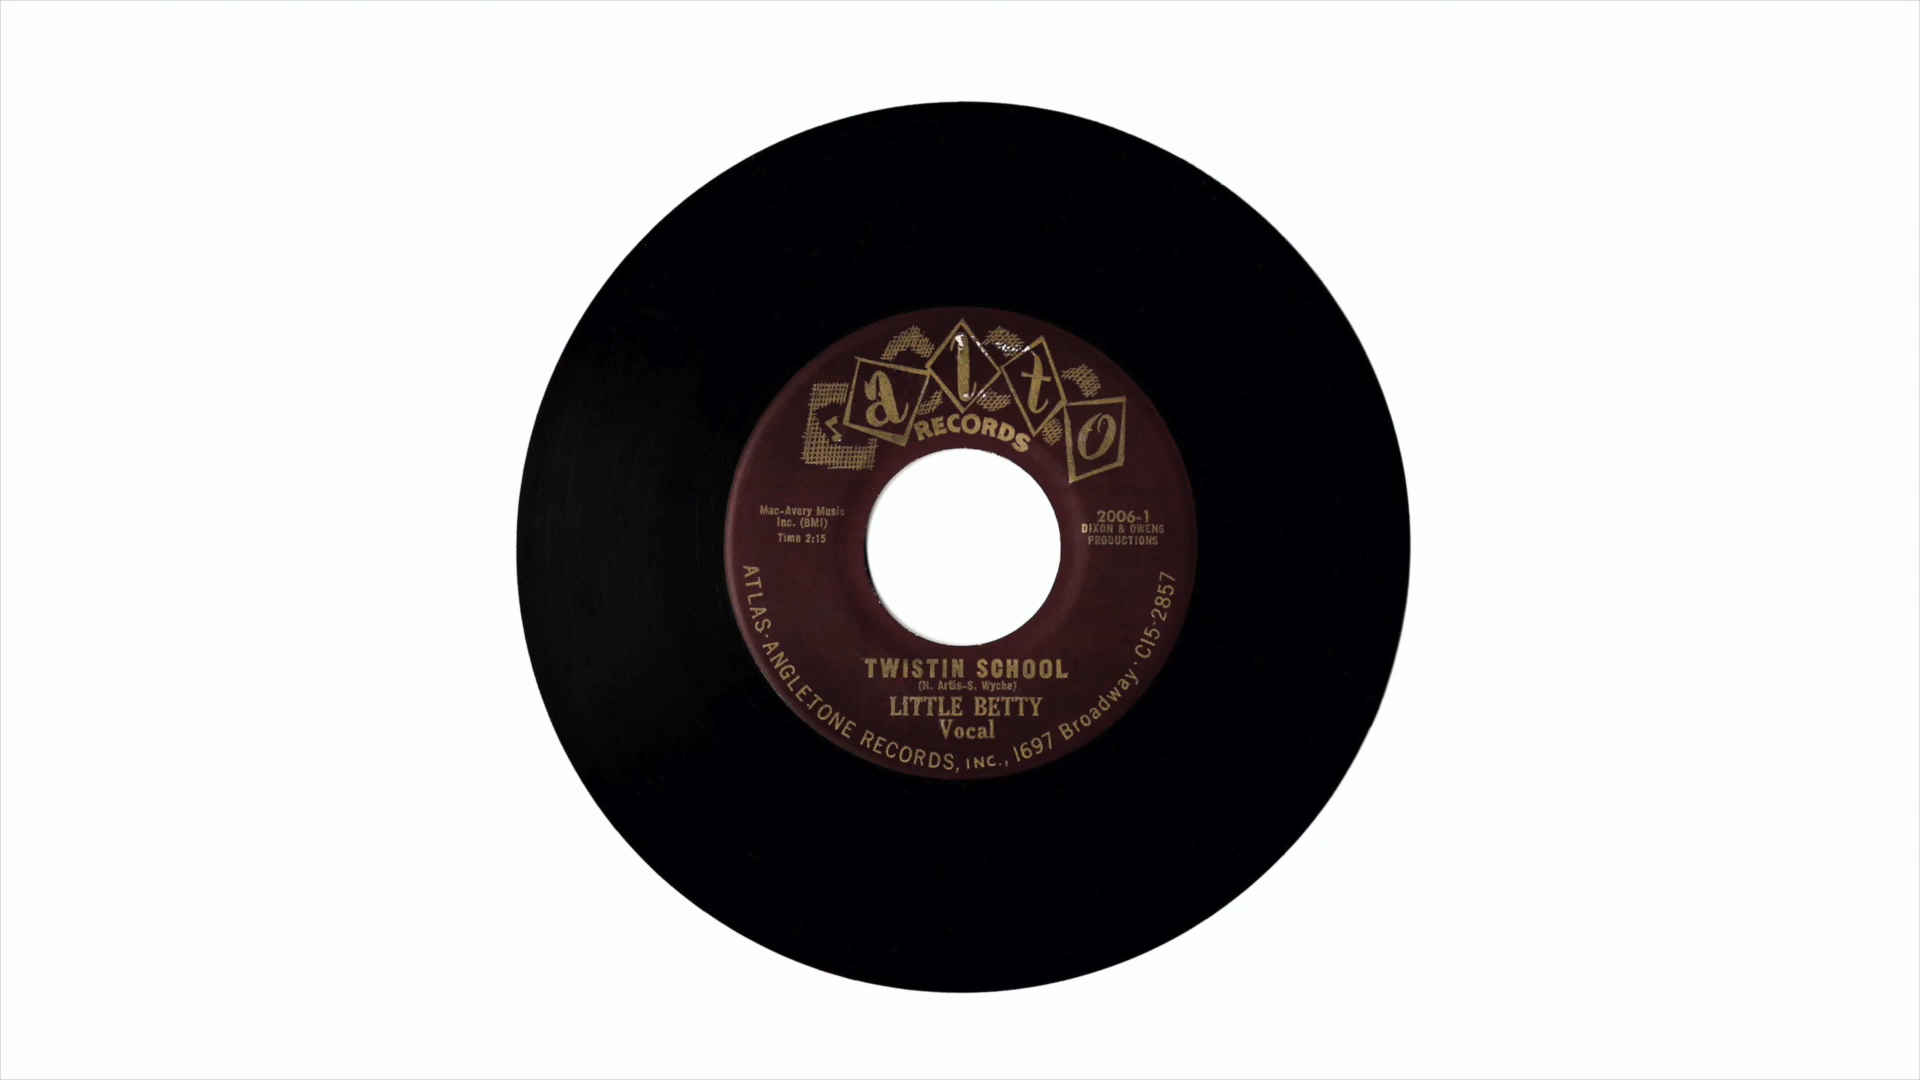 alto
RECORDS
Mac-Avery Music
Inc. (BMI)
Time 2:15
2006-1
DIXON & OWENS
PRODUCTIONS
TWISTIN SCHOOL
(N. Artis-S. Wyche)
LITTLE BETTY
Vocal
ATLAS-ANGLETONE RECORDS, INC., 1697 Broadway · CI5-2857